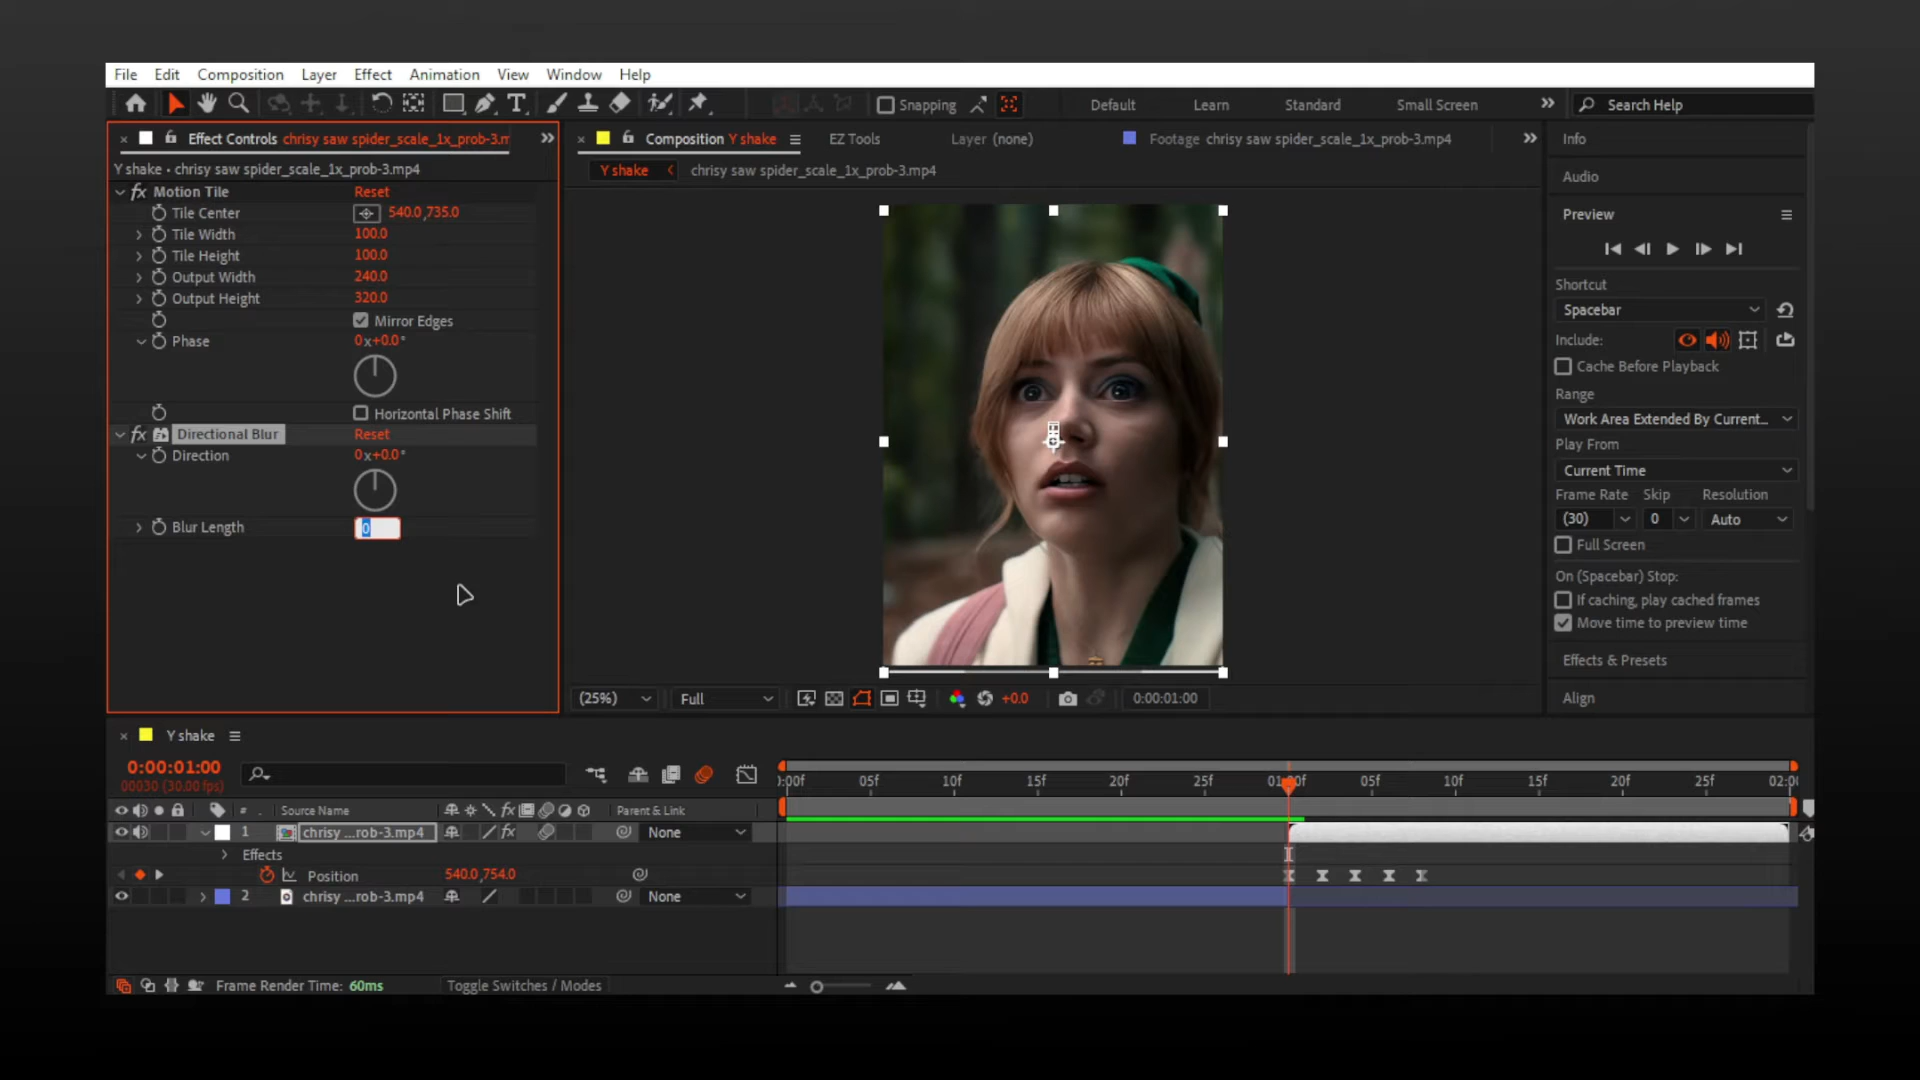 File Edit Composition Layer Effect Animation View Window Help
Snapping Default Learn Standard Small Screen » Search Help
× Effect Controls chrisy saw spider_scale_1x_prob-3.m »
× Composition Y shake EZ Tools Layer (none) Footage chrisy saw spider_scale_1x_prob-3.mp4 »
Y shake • chrisy saw spider_scale_1x_prob-3.mp4
Y shake chrisy saw spider_scale_1x_prob-3.mp4
fx Motion Tile Reset
Tile Center 540.0,735.0
Tile Width 100.0
Tile Height 100.0
Output Width 240.0
Output Height 320.0
Mirror Edges
Phase 0x+0.0°
Horizontal Phase Shift
fx Directional Blur Reset
Direction 0x+0.0°
Blur Length 0
(25%) Full +0.0 0:00:01:00
Info
Audio
Preview
Shortcut
Spacebar
Include:
Cache Before Playback
Range
Work Area Extended By Current...
Play From
Current Time
Frame Rate Skip Resolution
(30) 0 Auto
Full Screen
On (Spacebar) Stop:
If caching, play cached frames
Move time to preview time
Effects & Presets
Align
× Y shake
0:00:01:00
00030 (30.00 fps)
:00f 05f 10f 15f 20f 25f 01:00f 05f 10f 15f 20f 25f 02:0
# Source Name fx Parent & Link
1 chrisy ...rob-3.mp4 fx None
Effects
Position 540.0,754.0
2 chrisy ...rob-3.mp4 None
Frame Render Time: 60ms Toggle Switches / Modes